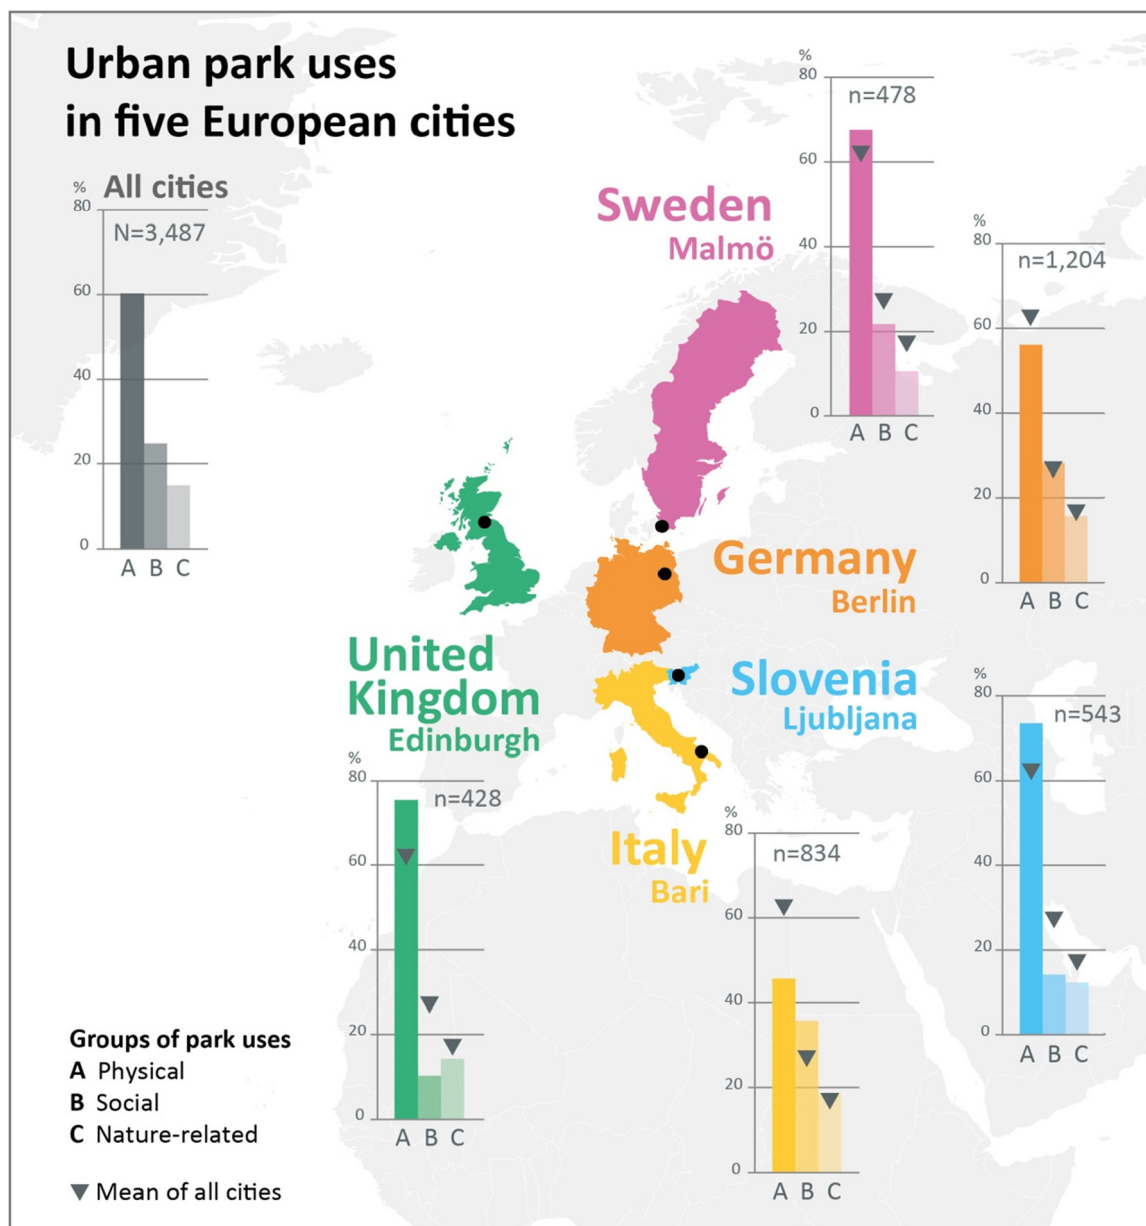 Urban park uses
in five European cities
% All cities
80
N=3,487
60
40
20
0
A B C
Sweden
Malmö
%
80
n=478
60
40
20
0
A B C
%
80
n=1,204
60
40
20
0
A B C
Germany
Berlin
United
Kingdom
Edinburgh
%
80
n=428
60
40
20
0
A B C
Slovenia
Ljubljana
%
80
n=543
60
40
20
0
A B C
Italy
Bari
%
80
n=834
60
40
20
0
A B C
Groups of park uses
A Physical
B Social
C Nature-related
Mean of all cities